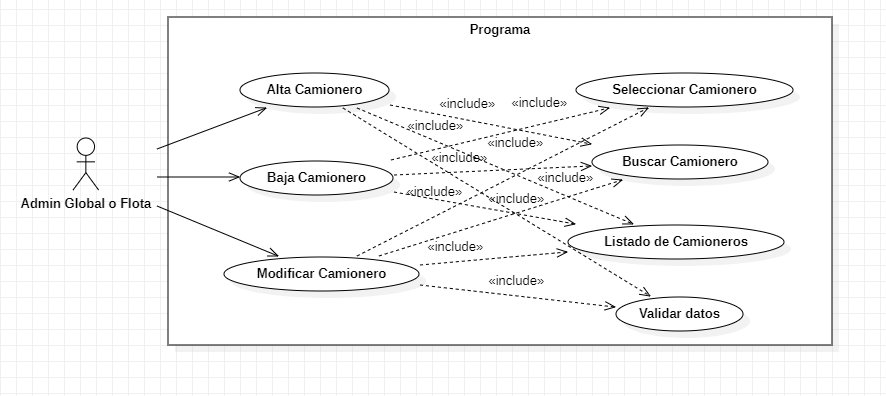 Programa
Alta Camionero
Seleccionar Camionero
«include»
«include»
«include»
«include»
Buscar Camionero
«include»
Baja Camionero
«include»
«include»
«include»
Admin Global o Flota
Listado de Camioneros
«include»
Modificar Camionero
«include»
Validar datos